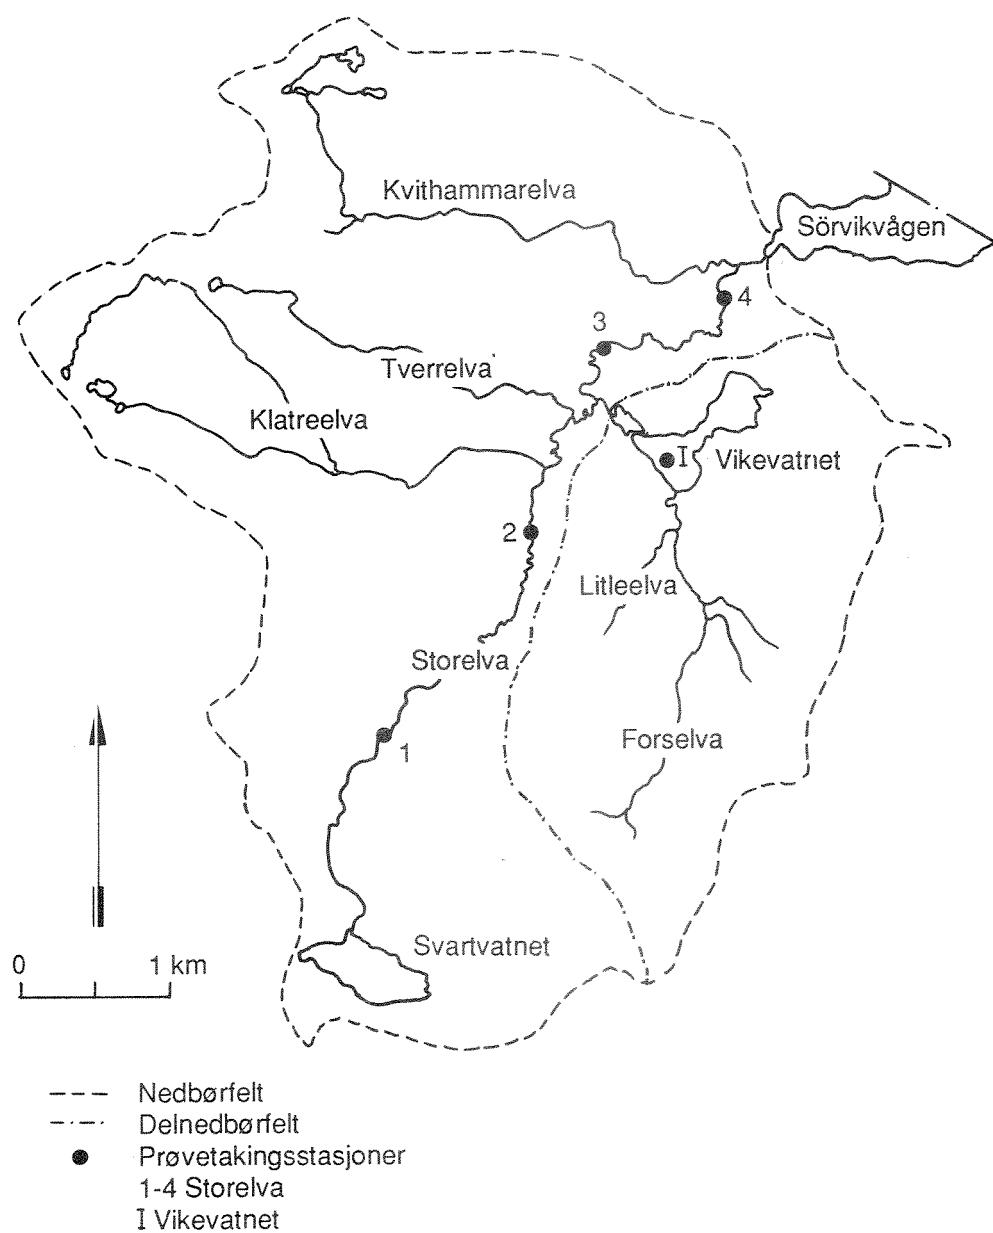 Kvithammarelva
Sörvikvågen
4
3
Tverrelva
Klatreelva
I Vikevatnet
2
Litleelva
Storelva
Forselva
1
Svartvatnet
0 1 km
Nedbørfelt
Delnedbørfelt
Prøvetakingsstasjoner
1-4 Storelva
I Vikevatnet